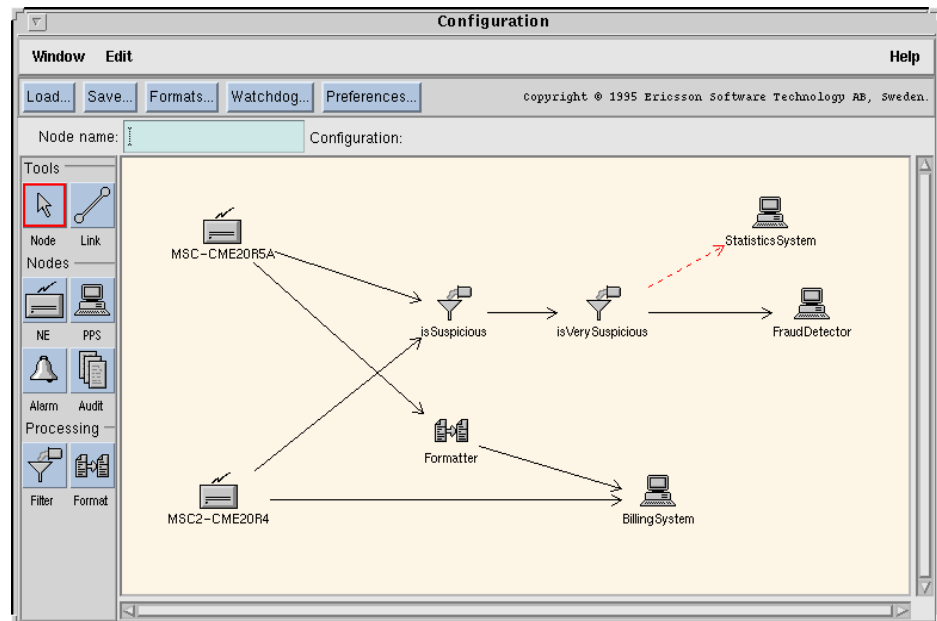 Configuration
Window Edit Help
Load... Save... Formats... Watchdog... Preferences... Copyright © 1995 Ericsson Software Technology AB, Sweden.
Node name: Configuration:
Tools
Node Link
Nodes
NE PPS
Alarm Audit
Processing
Filter Format
StatisticsSystem
MSC-CME20R5A
isSuspicious isVerySuspicious FraudDetector
Formatter
MSC2-CME20R4 BillingSystem